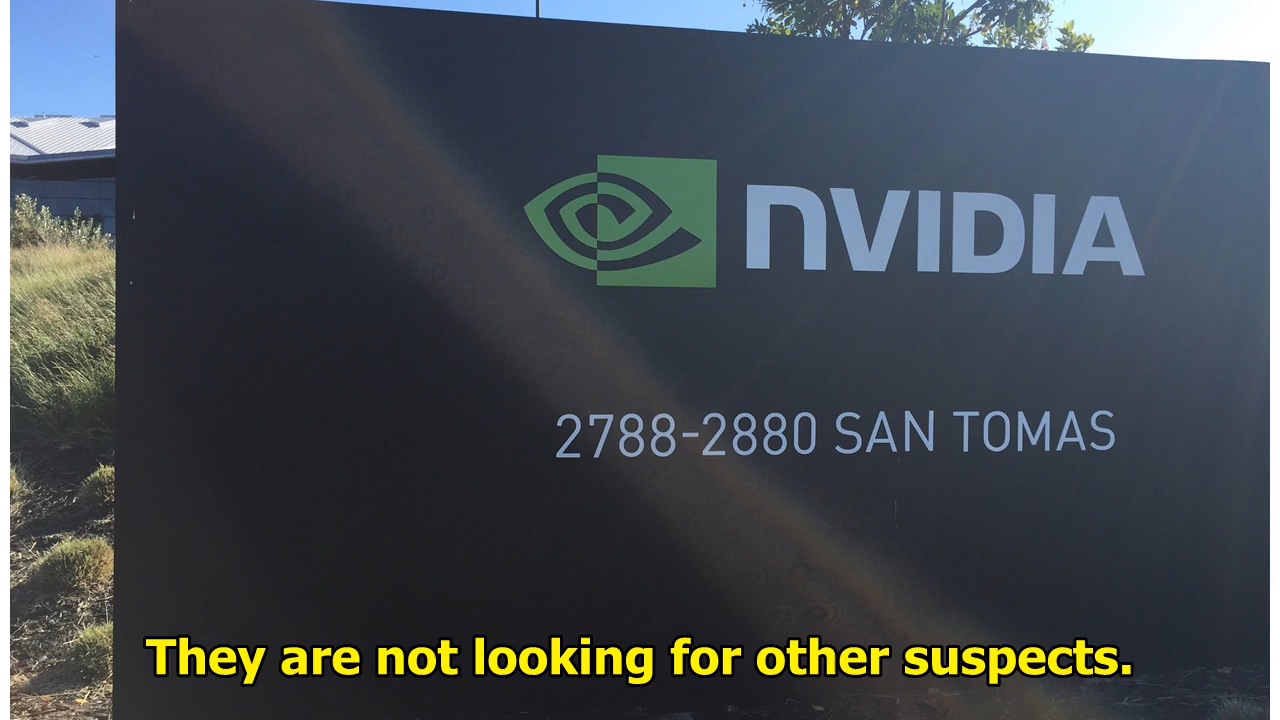 NVIDIA
2788-2880 SAN TOMAS
They are not looking for other suspects.